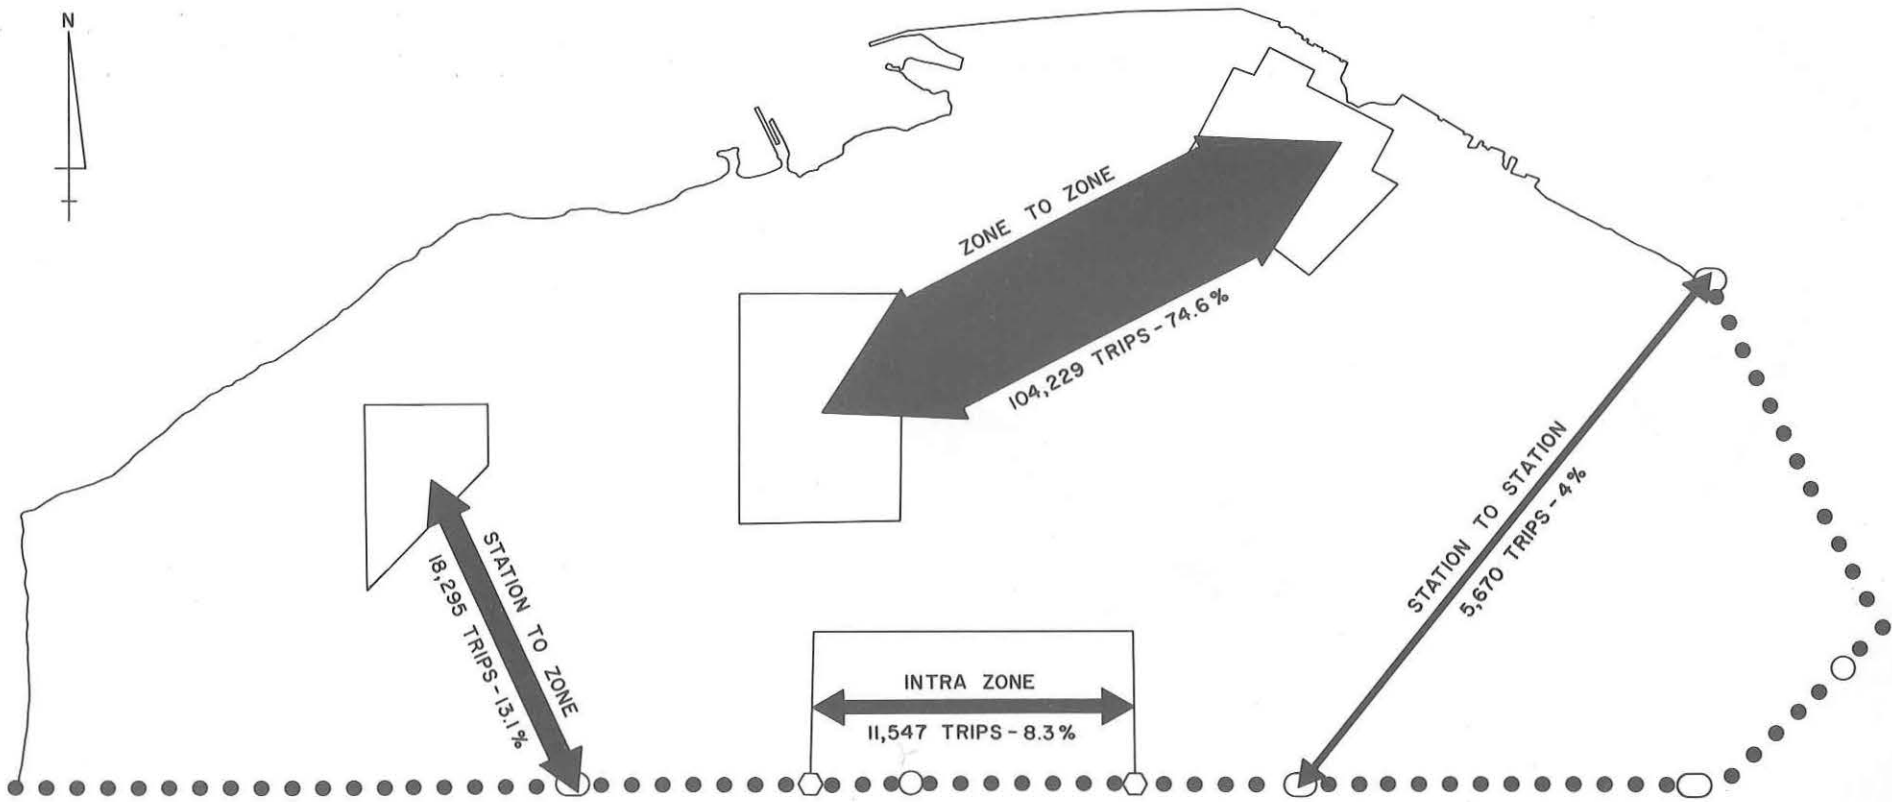 N
ZONE TO ZONE
104,229 TRIPS - 74.6%
STATION TO STATION
5,670 TRIPS - 4%
STATION TO ZONE
18,295 TRIPS - 13.1%
INTRA ZONE
11,547 TRIPS - 8.3%